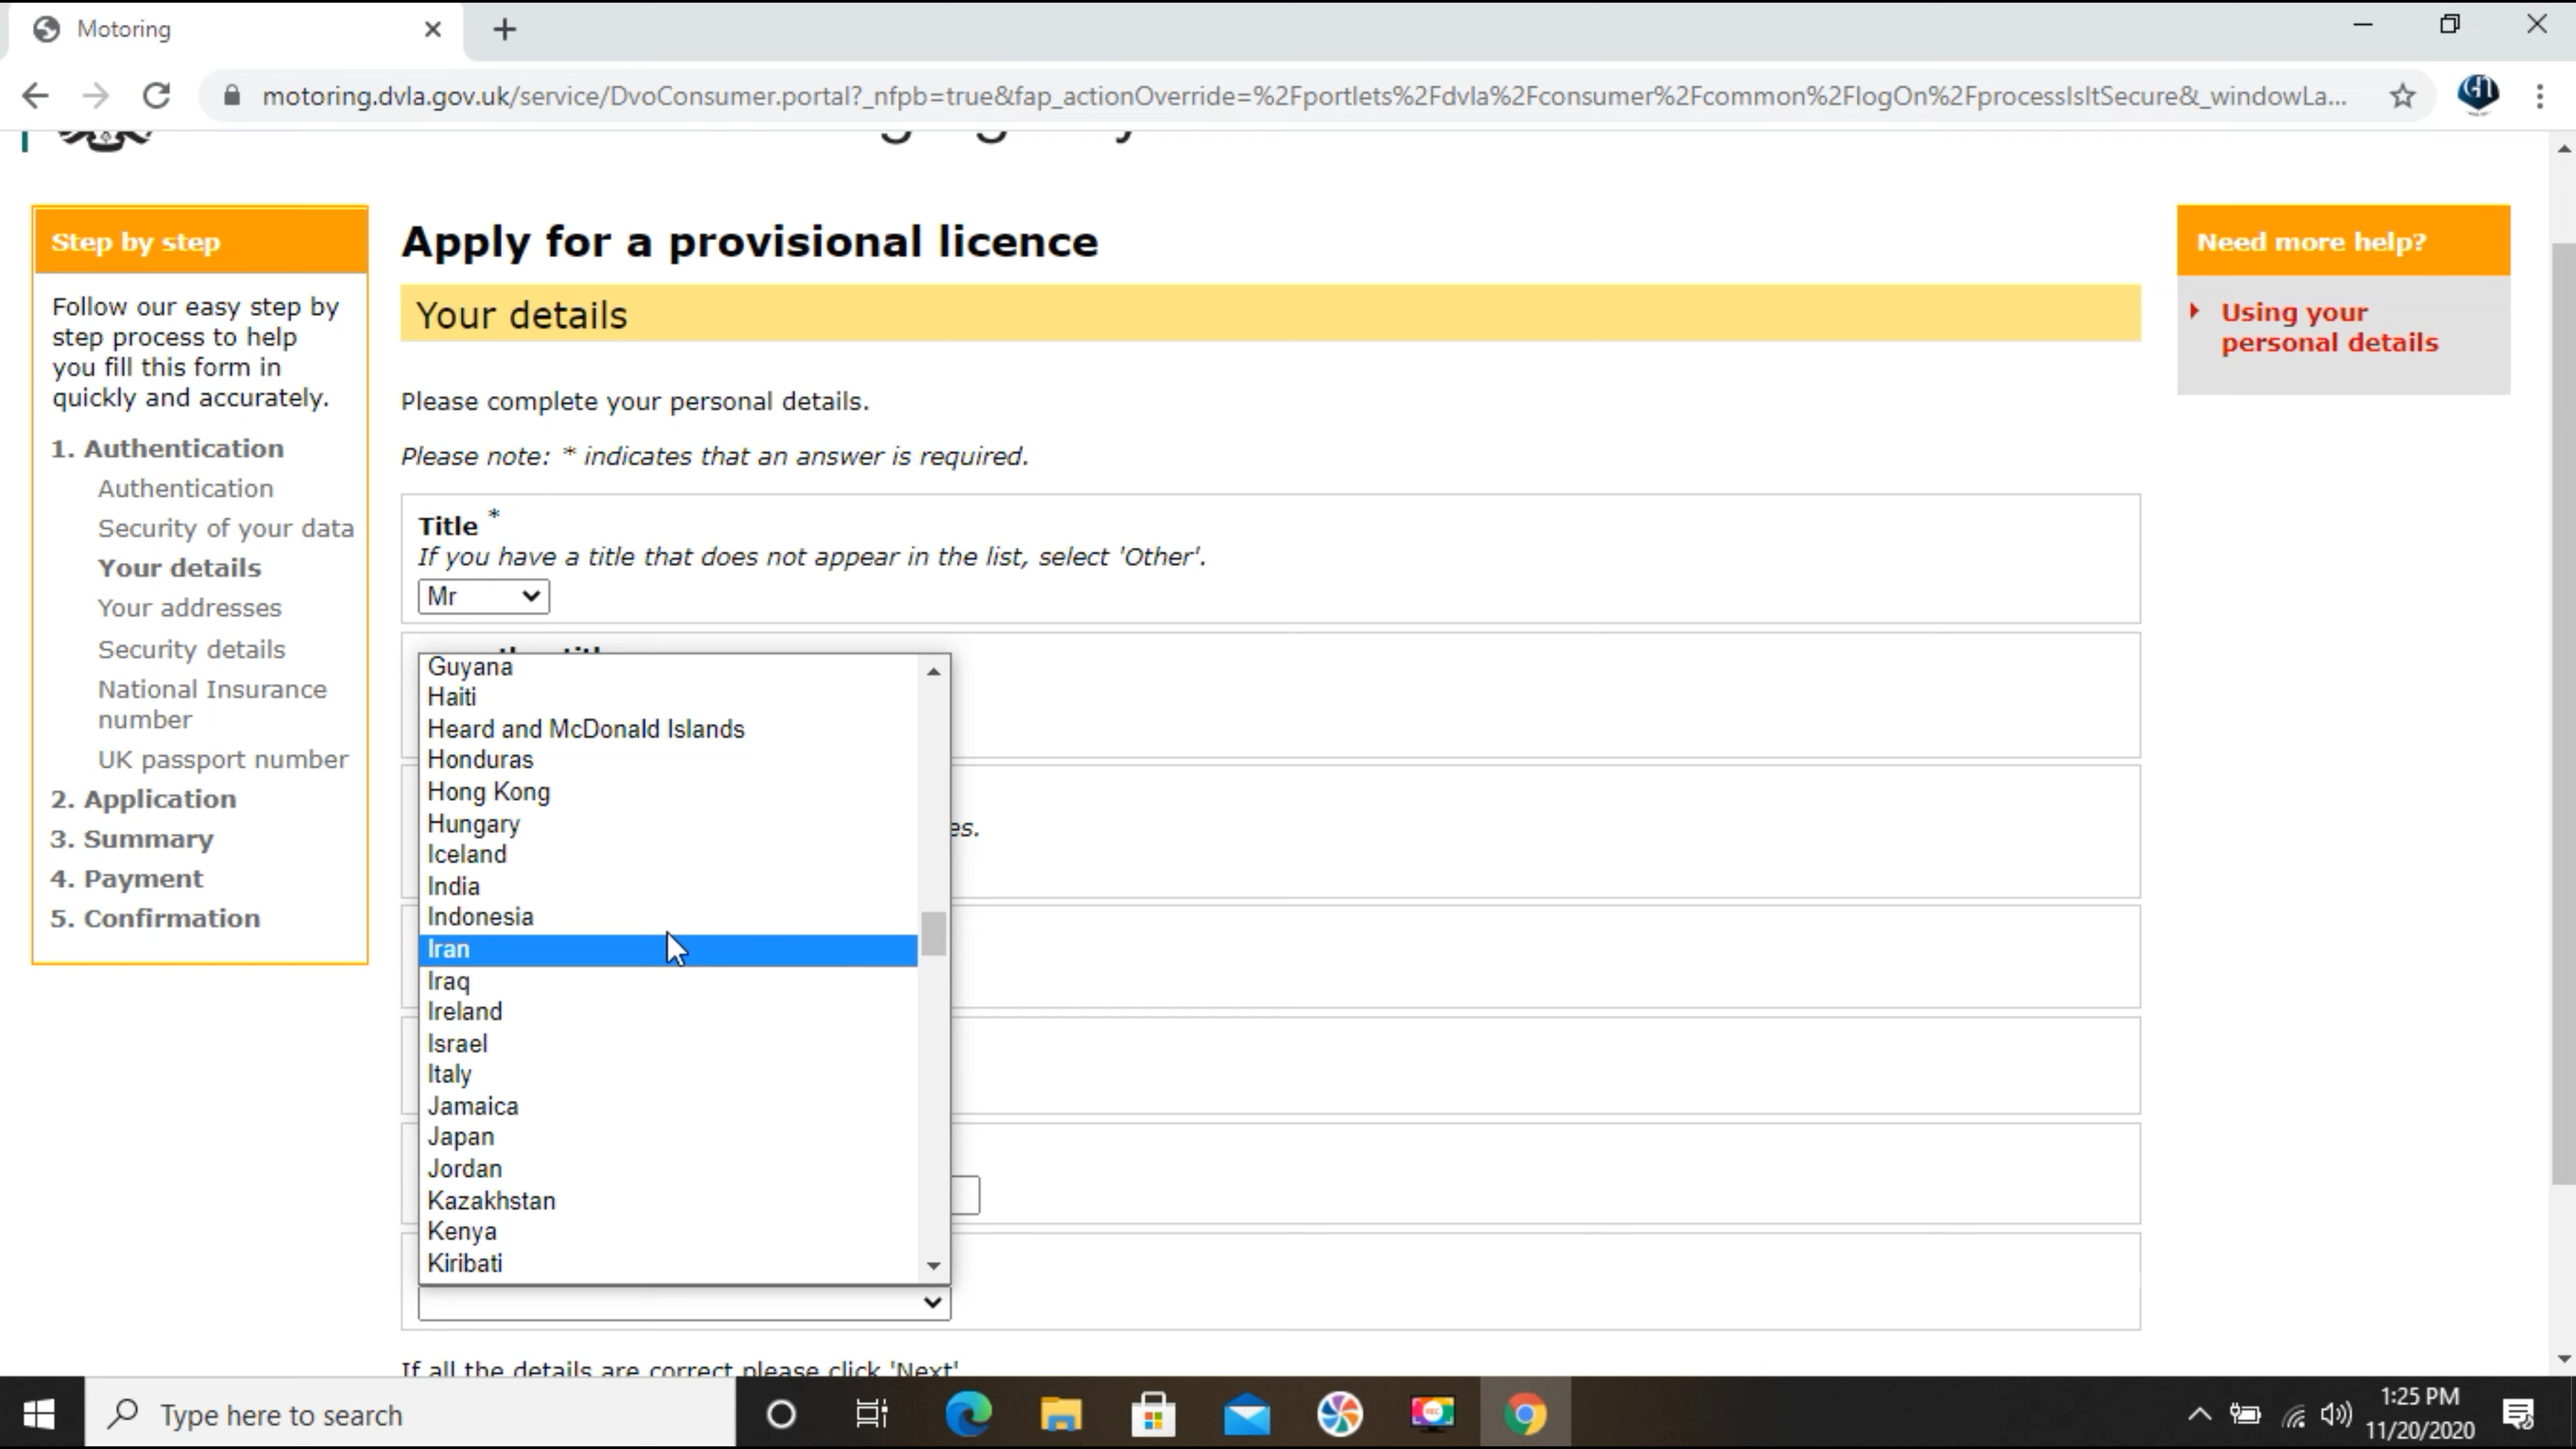 Motoring
motoring.dvla.gov.uk/service/DvoConsumer.portal?_nfpb=true&fap_actionOverride=%2Fportlets%2Fdvla%2Fconsumer%2Fcommon%2FlogOn%2FprocessIsItSecure&_windowLa...
Step by step
Follow our easy step by
step process to help
you fill this form in
quickly and accurately.
1. Authentication
Authentication
Security of your data
Your details
Your addresses
Security details
National Insurance
number
UK passport number
2. Application
3. Summary
4. Payment
5. Confirmation
Apply for a provisional licence
Your details
Please complete your personal details.
Please note: * indicates that an answer is required.
Title *
If you have a title that does not appear in the list, select 'Other'.
Mr
Guyana
Haiti
Heard and McDonald Islands
Honduras
Hong Kong
Hungary
Iceland
India
Indonesia
Iran
Iraq
Ireland
Israel
Italy
Jamaica
Japan
Jordan
Kazakhstan
Kenya
Kiribati
If all the details are correct please click 'Next'
Need more help?
Using your
personal details
Type here to search
1:25 PM
11/20/2020